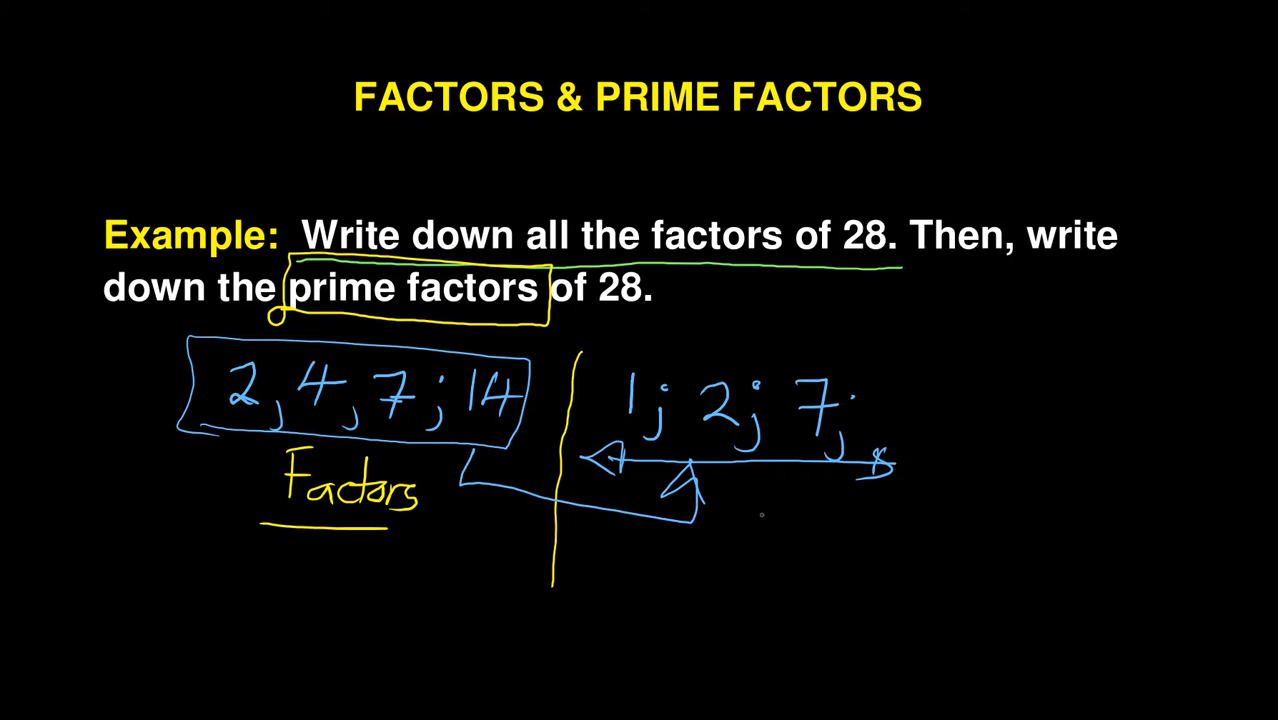 FACTORS & PRIME FACTORS
Example: Write down all the factors of 28. Then, write
down the prime factors of 28.
2, 4, 7; 14
1; 2; 7;
Factors